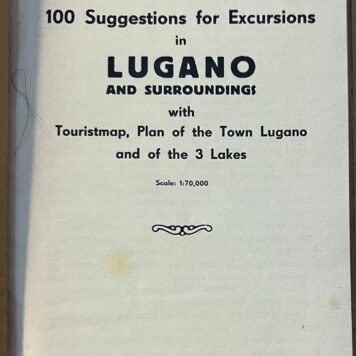 100 Suggestions for Excursions
in
LUGANO
AND SURROUNDINGS
with
Touristmap, Plan of the Town Lugano
and of the 3 Lakes
Scale: 1:70,000